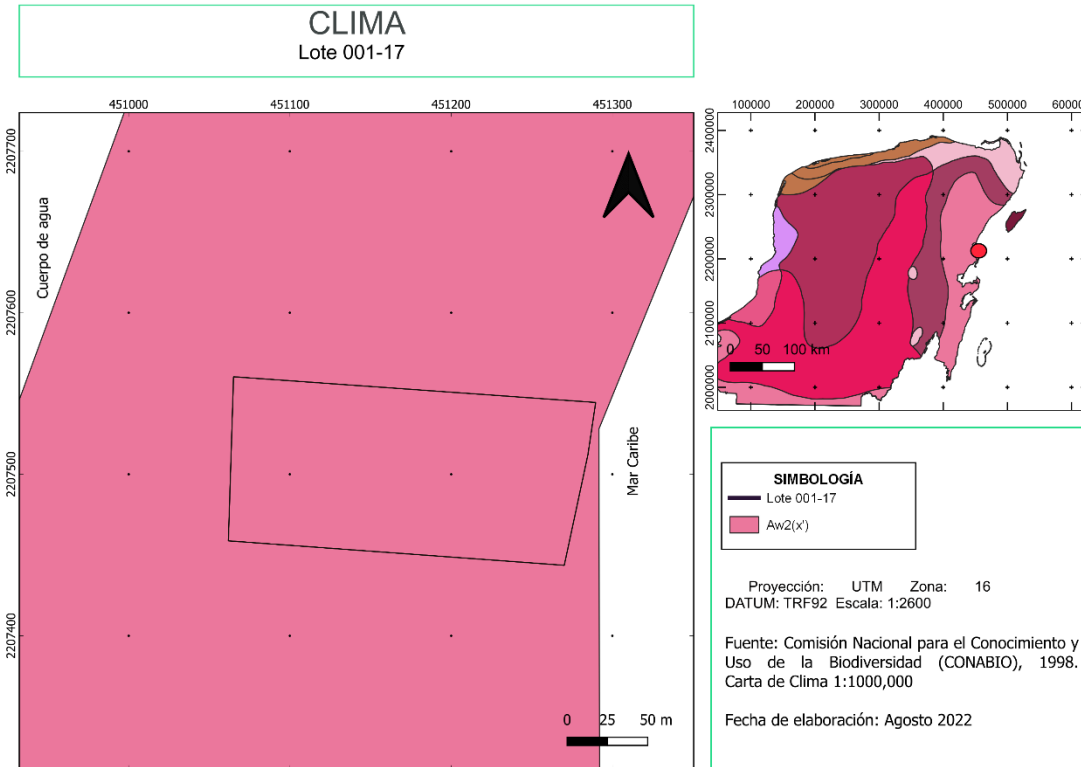 CLIMA
Lote 001-17
451000 451100 451200 451300
2207700
2207600
2207500
2207400
Cuerpo de agua
Mar Caribe
0 25 50 m
100000 200000 300000 400000 500000
2400000
2300000
2200000
2100000
2000000
0 50 100 km
SIMBOLOGÍA
Lote 001-17
Aw2(x')
Proyección: UTM Zona: 16
DATUM: TRF92 Escala: 1:2600
Fuente: Comisión Nacional para el Conocimiento y
Uso de la Biodiversidad (CONABIO), 1998.
Carta de Clima 1:1000,000
Fecha de elaboración: Agosto 2022